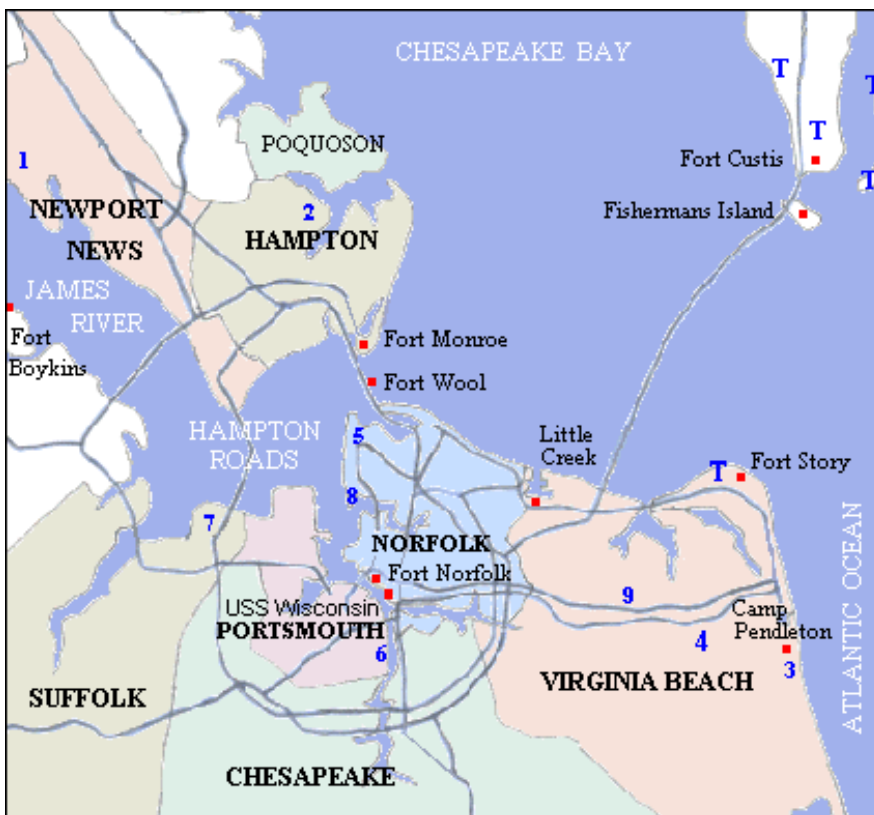 CHESAPEAKE BAY
T
T
T
POQUOSON
1
Fort Custis
T
NEWPORT
NEWS
2
HAMPTON
Fishermans Island
JAMES
RIVER
Fort
Boykins
Fort Monroe
Fort Wool
HAMPTON
ROADS
5
Little
Creek
T
Fort Story
8
7
NORFOLK
Fort Norfolk
USS Wisconsin
PORTSMOUTH
9
Camp
Pendleton
4
6
3
ATLANTIC OCEAN
SUFFOLK
VIRGINIA BEACH
CHESAPEAKE